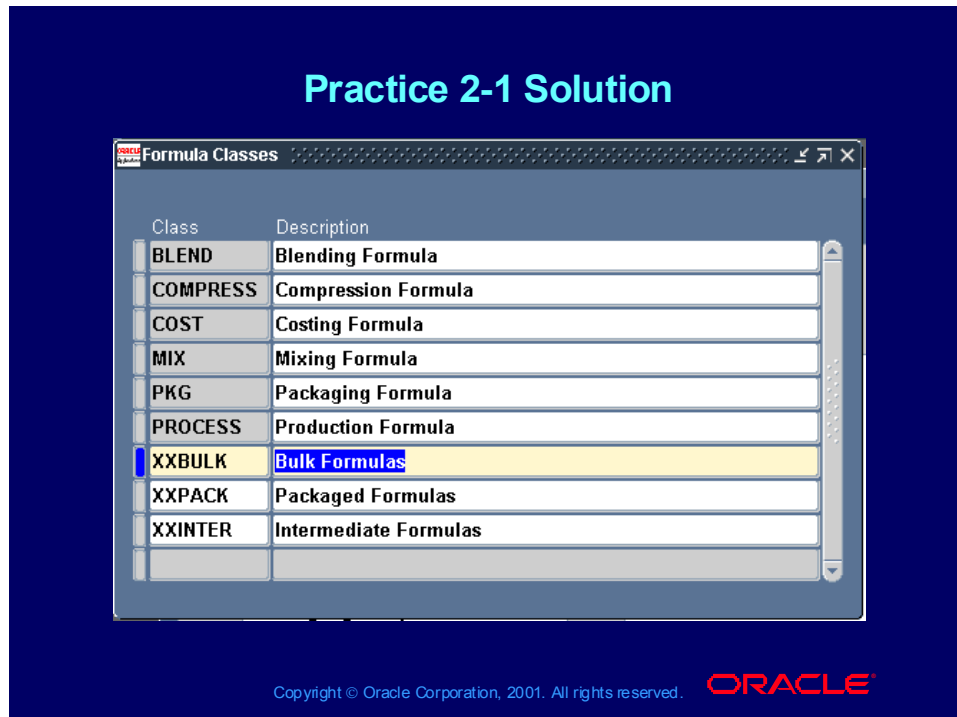 Practice 2-1 Solution
Formula Classes
Class Description
BLEND Blending Formula
COMPRESS Compression Formula
COST Costing Formula
MIX Mixing Formula
PKG Packaging Formula
PROCESS Production Formula
XXBULK Bulk Formulas
XXPACK Packaged Formulas
XXINTER Intermediate Formulas
Copyright © Oracle Corporation, 2001. All rights reserved.
ORACLE